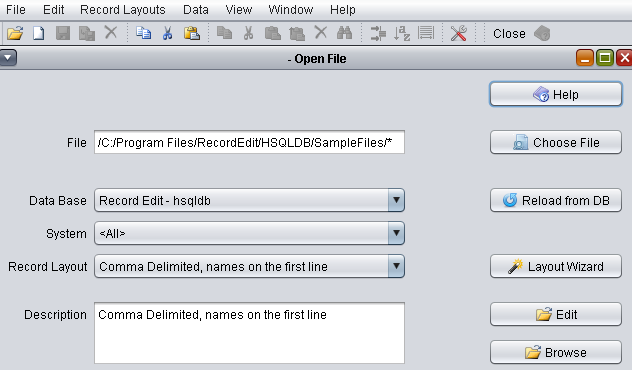 File Edit Record Layouts Data View Window Help
Close
- Open File
Help
File /C:/Program Files/RecordEdit/HSQLDB/SampleFiles/* Choose File
Data Base Record Edit - hsqldb Reload from DB
System <All>
Record Layout Comma Delimited, names on the first line Layout Wizard
Description Comma Delimited, names on the first line Edit
Browse